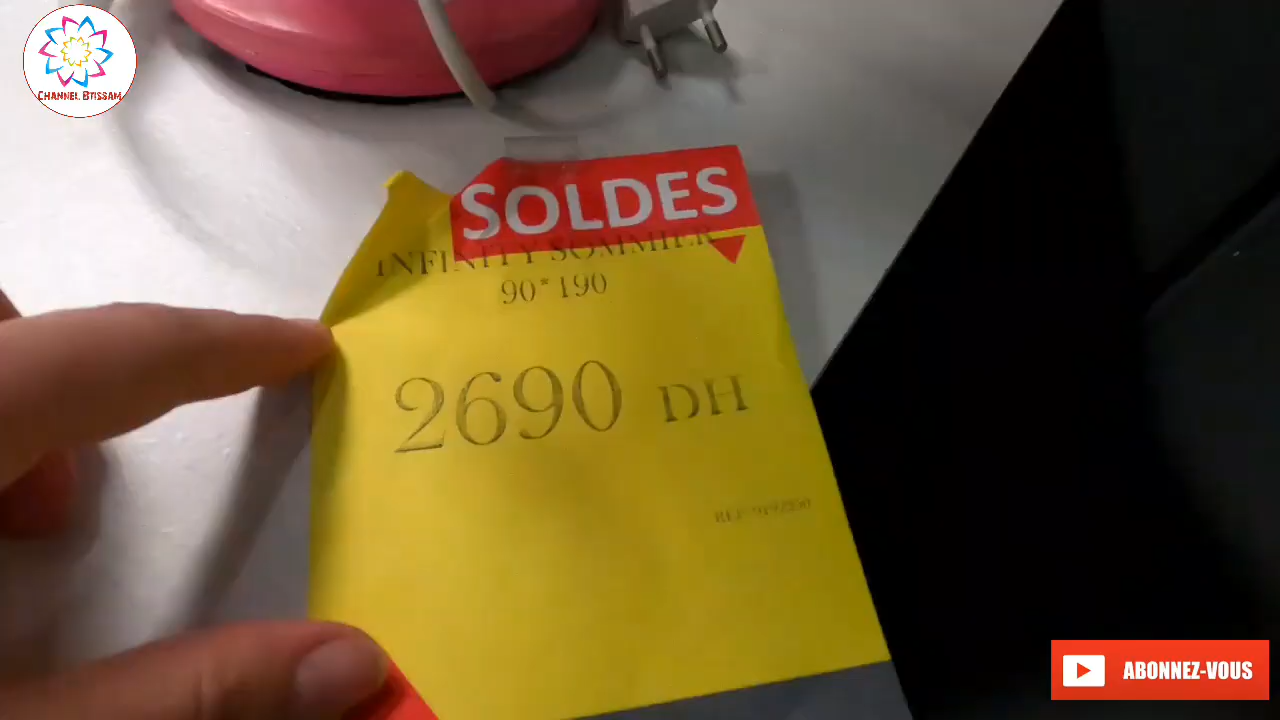 CHANNEL BTISSAM
SOLDES
INFINITY SOMMIER
90*190
2690 DH
ABONNEZ-VOUS